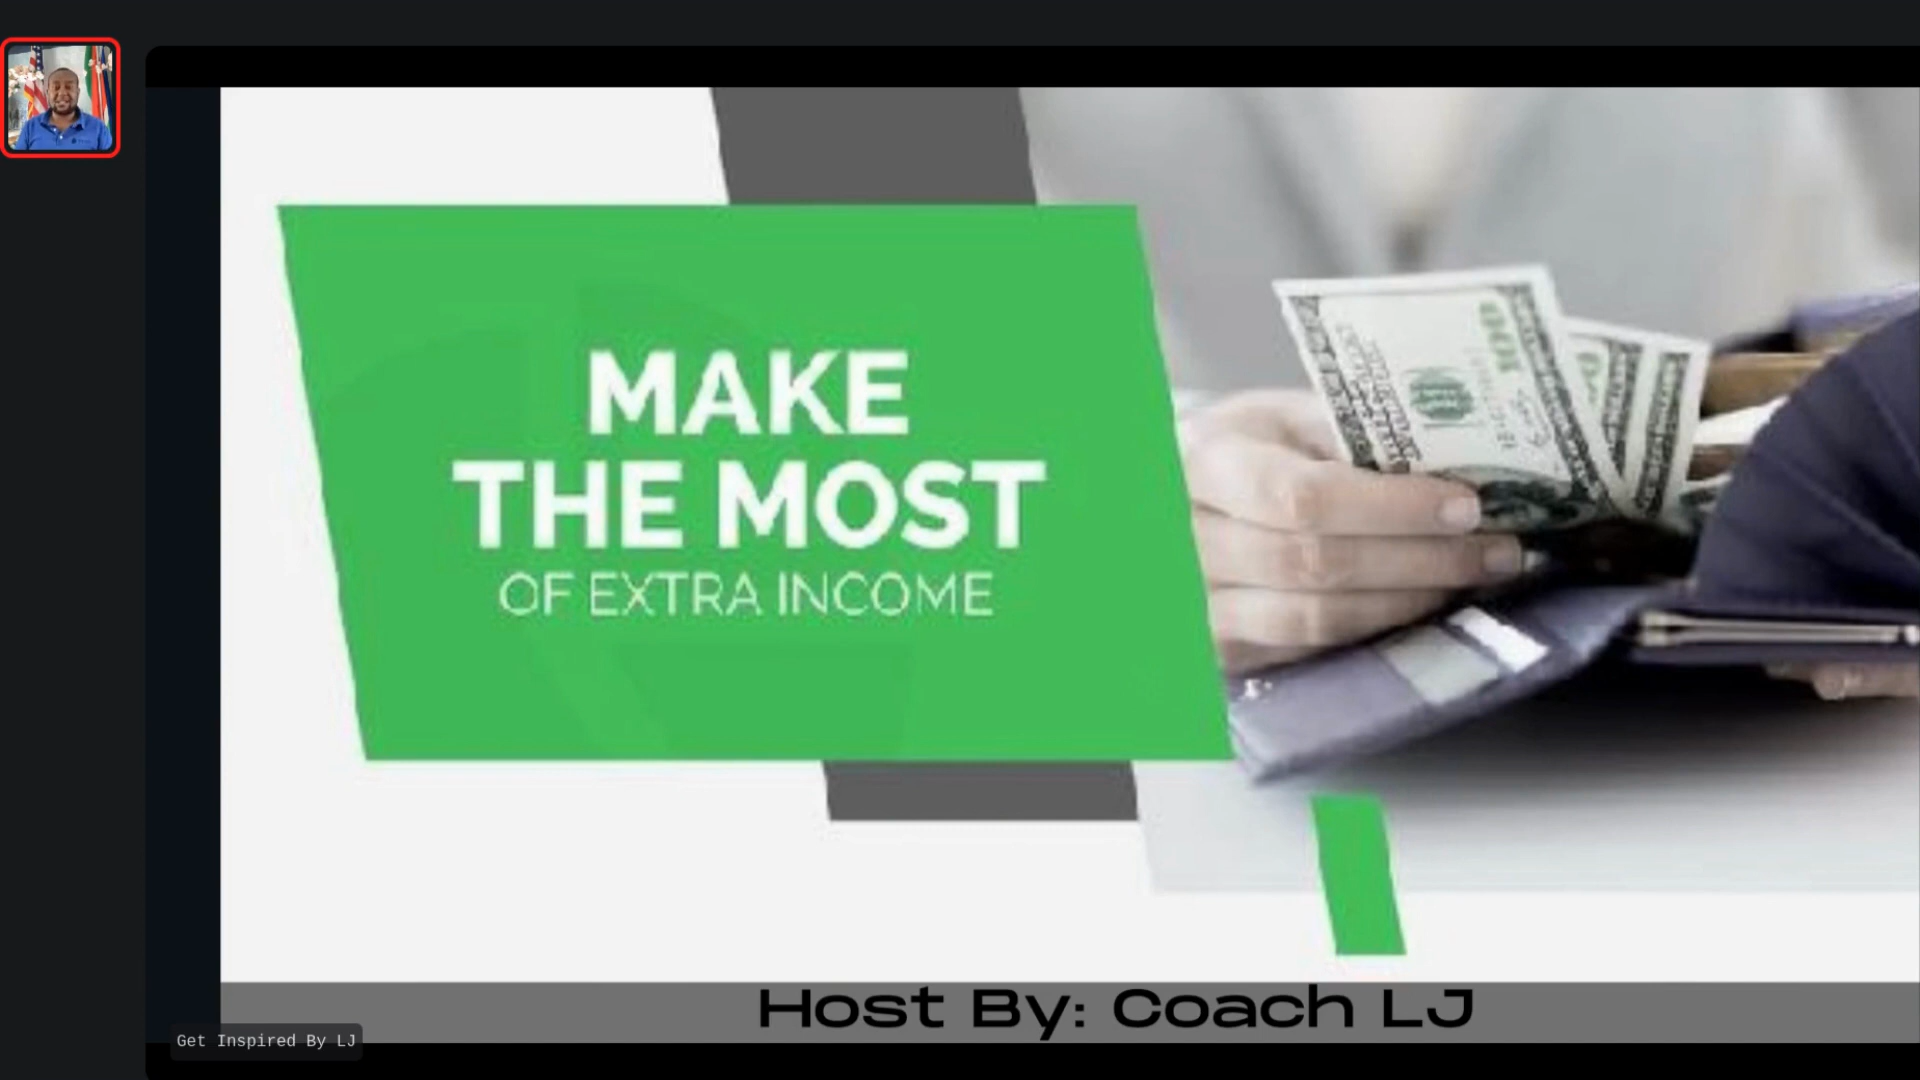 MAKE
THE MOST
OF EXTRA INCOME
Host By: Coach LJ
Get Inspired By LJ